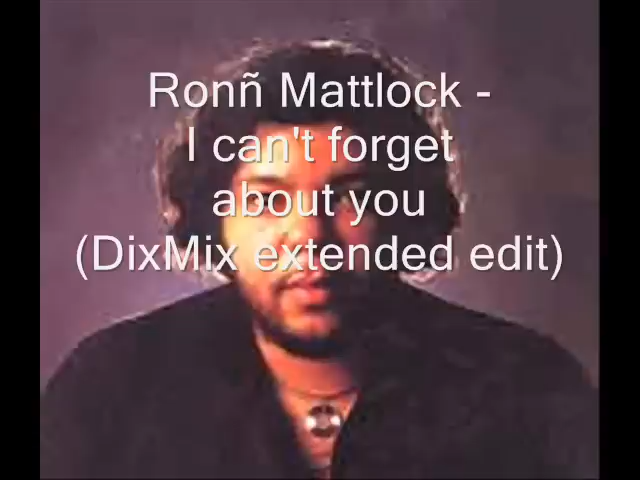 Ronñ Mattlock -
I can't forget
about you
(DixMix extended edit)